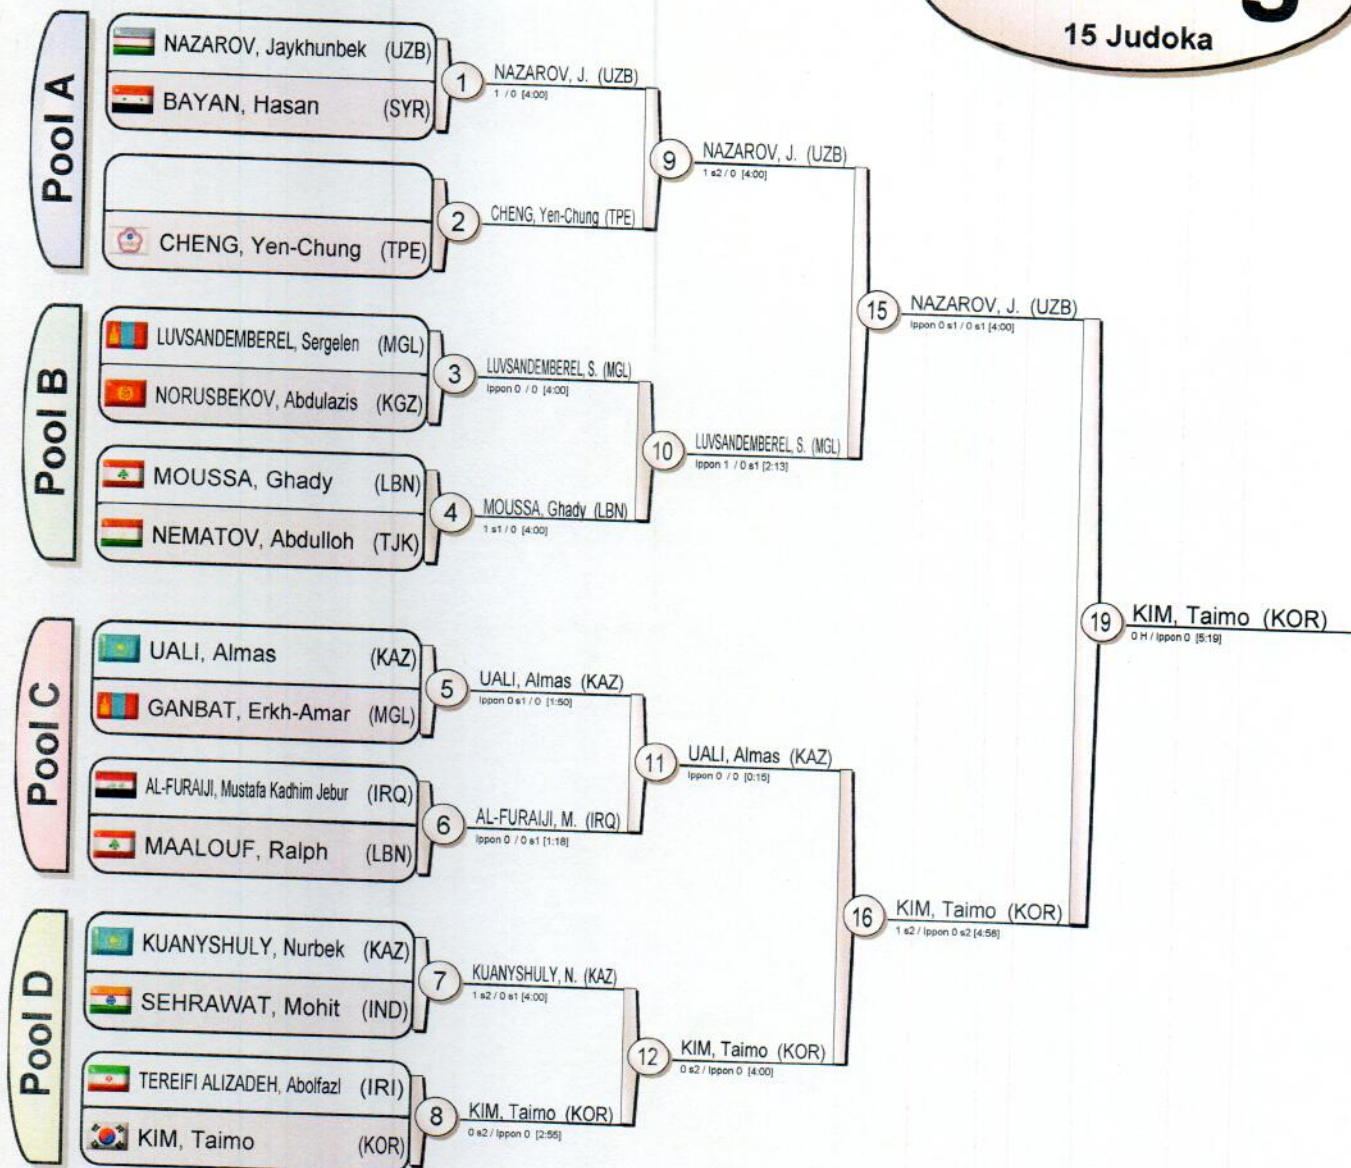 15 Judoka
Pool A
NAZAROV, Jaykhunbek (UZB)
BAYAN, Hasan (SYR)
CHENG, Yen-Chung (TPE)
1
NAZAROV, J. (UZB)
1 / 0 [4:00]
2
CHENG, Yen-Chung (TPE)
9
NAZAROV, J. (UZB)
1 s2 / 0 [4:00]
Pool B
LUVSANDEMBEREL, Sergelen (MGL)
NORUSBEKOV, Abdulazis (KGZ)
MOUSSA, Ghady (LBN)
NEMATOV, Abdulloh (TJK)
3
LUVSANDEMBEREL, S. (MGL)
Ippon 0 / 0 [4:00]
4
MOUSSA, Ghady (LBN)
1 s1 / 0 [4:00]
10
LUVSANDEMBEREL, S. (MGL)
Ippon 1 / 0 s1 [2:13]
15
NAZAROV, J. (UZB)
Ippon 0 s1 / 0 s1 [4:00]
Pool C
UALI, Almas (KAZ)
GANBAT, Erkh-Amar (MGL)
AL-FURAIJI, Mustafa Kadhim Jebur (IRQ)
MAALOUF, Ralph (LBN)
5
UALI, Almas (KAZ)
Ippon 0 s1 / 0 [1:50]
6
AL-FURAIJI, M. (IRQ)
Ippon 0 / 0 s1 [1:18]
11
UALI, Almas (KAZ)
Ippon 0 / 0 [0:15]
Pool D
KUANYSHULY, Nurbek (KAZ)
SEHRAWAT, Mohit (IND)
TEREIFI ALIZADEH, Abolfazl (IRI)
KIM, Taimo (KOR)
7
KUANYSHULY, N. (KAZ)
1 s2 / 0 s1 [4:00]
8
KIM, Taimo (KOR)
0 s2 / Ippon 0 [2:55]
12
KIM, Taimo (KOR)
0 s2 / Ippon 0 [4:00]
16
KIM, Taimo (KOR)
1 s2 / Ippon 0 s2 [4:58]
19
KIM, Taimo (KOR)
0 H / Ippon 0 [5:19]